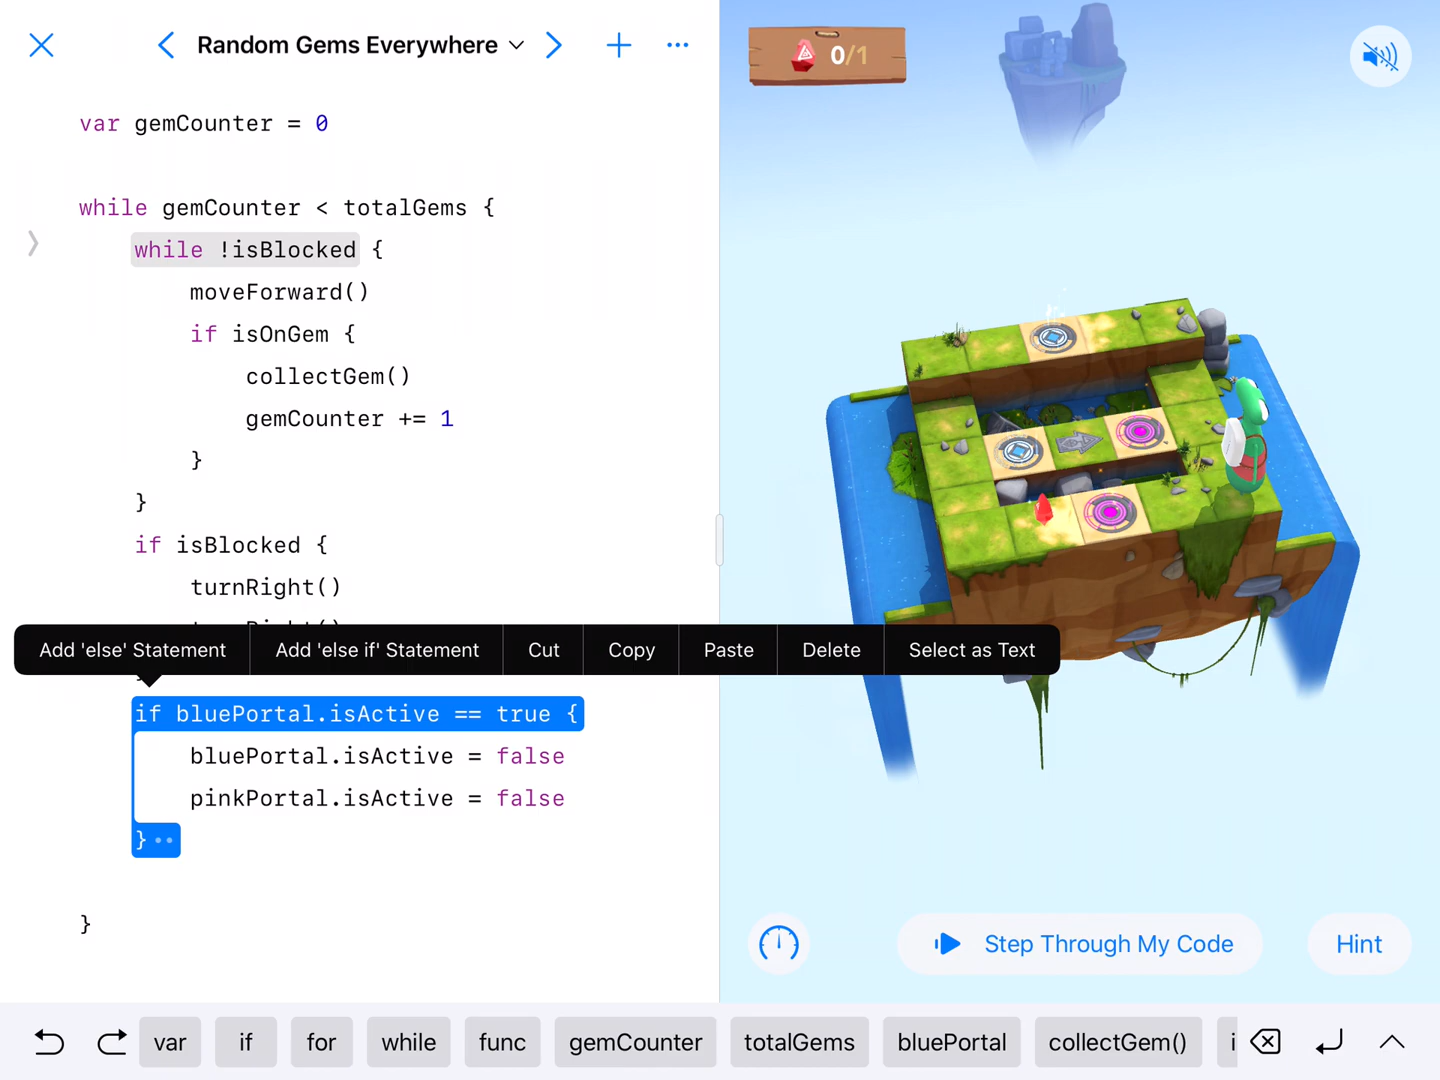 Random Gems Everywhere
0/1
var gemCounter = 0
while gemCounter < totalGems {
while !isBlocked {
moveForward()
if isOnGem {
collectGem()
gemCounter += 1
}
}
if isBlocked {
turnRight()
Add 'else' Statement
Add 'else if' Statement
Cut
Copy
Paste
Delete
Select as Text
if bluePortal.isActive == true {
bluePortal.isActive = false
pinkPortal.isActive = false
}
}
Step Through My Code
Hint
var
if
for
while
func
gemCounter
totalGems
bluePortal
collectGem()
i